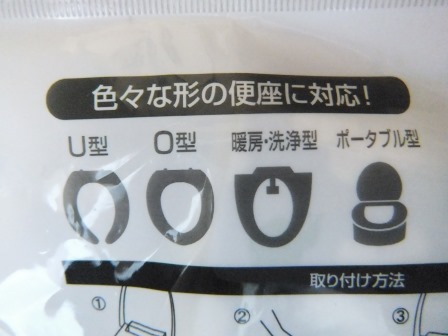 色々な形の便座に対応!
U型 O型 暖房・洗浄型 ポータブル型
取り付け方法
① ② ③